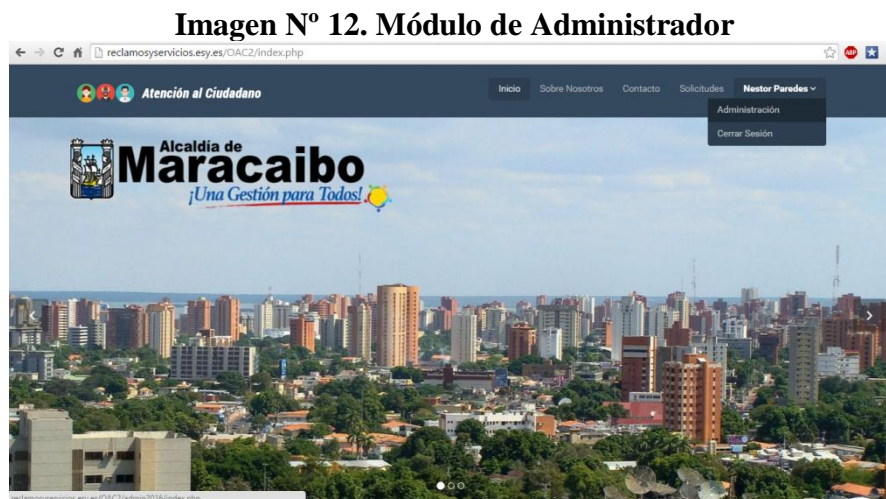 Imagen Nº 12. Módulo de Administrador
reclamosyservicios.esy.es/OAC2/index.php
ABP
Atención al Ciudadano
Inicio Sobre Nosotros Contacto Solicitudes Nestor Paredes
Administración
Cerrar Sesión
Alcaldía de
Maracaibo
¡Una Gestión para Todos!
reclamosyservicios.esy.es/OAC2/admin2016/index.php